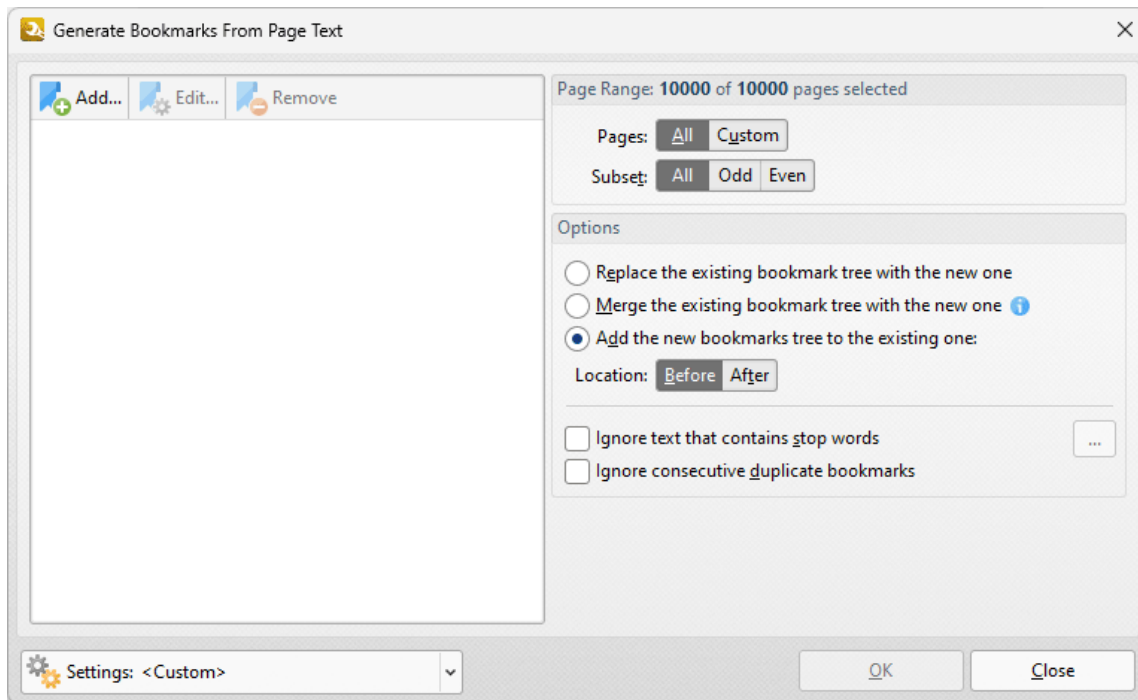 Generate Bookmarks From Page Text
Add... Edit... Remove
Page Range: 10000 of 10000 pages selected
Pages: All Custom
Subset: All Odd Even
Options
Replace the existing bookmark tree with the new one
Merge the existing bookmark tree with the new one
Add the new bookmarks tree to the existing one:
Location: Before After
Ignore text that contains stop words ...
Ignore consecutive duplicate bookmarks
Settings: <Custom> OK Close